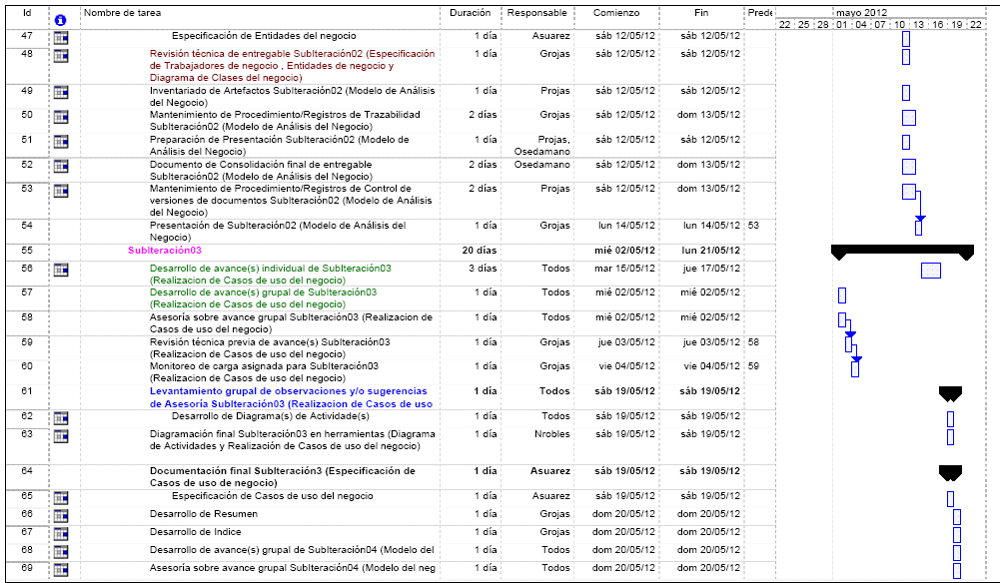 Id Nombre de tarea Duración Responsable Comienzo Fin Prede mayo 2012
22 25 28 01 04 07 10 13 16 19 22
47 Especificación de Entidades del negocio 1 día Asuarez sáb 12/05/12 sáb 12/05/12
48 Revisión técnica de entregable SubIteración02 (Especificación 1 día Grojas sáb 12/05/12 sáb 12/05/12
de Trabajadores de negocio , Entidades de negocio y
Diagrama de Clases del negocio)
49 Inventariado de Artefactos SubIteración02 (Modelo de Análisis 1 día Projas sáb 12/05/12 sáb 12/05/12
del Negocio)
50 Mantenimiento de Procedimiento/Registros de Trazabilidad 2 días Grojas sáb 12/05/12 dom 13/05/12
SubIteración02 (Modelo de Análisis del Negocio)
51 Preparación de Presentación SubIteración02 (Modelo de 1 día Projas, sáb 12/05/12 sáb 12/05/12
Análisis del Negocio) Osedamano
52 Documento de Consolidación final de entregable 2 días Osedamano sáb 12/05/12 dom 13/05/12
SubIteración02 (Modelo de Análisis del Negocio)
53 Mantenimiento de Procedimiento/Registros de Control de 2 días Projas sáb 12/05/12 dom 13/05/12
versiones de documentos SubIteración02 (Modelo de Análisis
del Negocio)
54 Presentación de SubIteración02 (Modelo de Análisis del 1 día Grojas lun 14/05/12 lun 14/05/12 53
Negocio)
55 SubIteración03 20 días mié 02/05/12 lun 21/05/12
56 Desarrollo de avance(s) individual de SubIteración03 3 días Todos mar 15/05/12 jue 17/05/12
(Realizacion de Casos de uso del negocio)
57 Desarrollo de avance(s) grupal de SubIteración03 1 día Todos mié 02/05/12 mié 02/05/12
(Realizacion de Casos de uso del negocio)
58 Asesoría sobre avance grupal SubIteración03 (Realizacion de 1 día Todos mié 02/05/12 mié 02/05/12
Casos de uso del negocio)
59 Revisión técnica previa de avance(s) SubIteración03 1 día Grojas jue 03/05/12 jue 03/05/12 58
(Realizacion de Casos de uso del negocio)
60 Monitoreo de carga asignada para SubIteración03 1 día Grojas vie 04/05/12 vie 04/05/12 59
(Realizacion de Casos de uso del negocio)
61 Levantamiento grupal de observaciones y/o sugerencias 1 día Todos sáb 19/05/12 sáb 19/05/12
de Asesoría SubIteración03 (Realizacion de Casos de uso
62 Desarrollo de Diagrama(s) de Actividade(s) 1 día Todos sáb 19/05/12 sáb 19/05/12
63 Diagramación final SubIteración03 en herramientas (Diagrama 1 día Nrobles sáb 19/05/12 sáb 19/05/12
de Actividades y Realización de Casos de uso del negocio)
64 Documentación final SubIteración3 (Especificación de 1 día Asuarez sáb 19/05/12 sáb 19/05/12
Casos de uso de negocio)
65 Especificación de Casos de uso del negocio 1 día Asuarez sáb 19/05/12 sáb 19/05/12
66 Desarrollo de Resumen 1 día Grojas dom 20/05/12 dom 20/05/12
67 Desarrollo de Indice 1 día Grojas dom 20/05/12 dom 20/05/12
68 Desarrollo de avance(s) grupal de SubIteración04 (Modelo del 1 día Todos dom 20/05/12 dom 20/05/12
69 Asesoría sobre avance grupal SubIteración04 (Modelo del neg 1 día Todos dom 20/05/12 dom 20/05/12